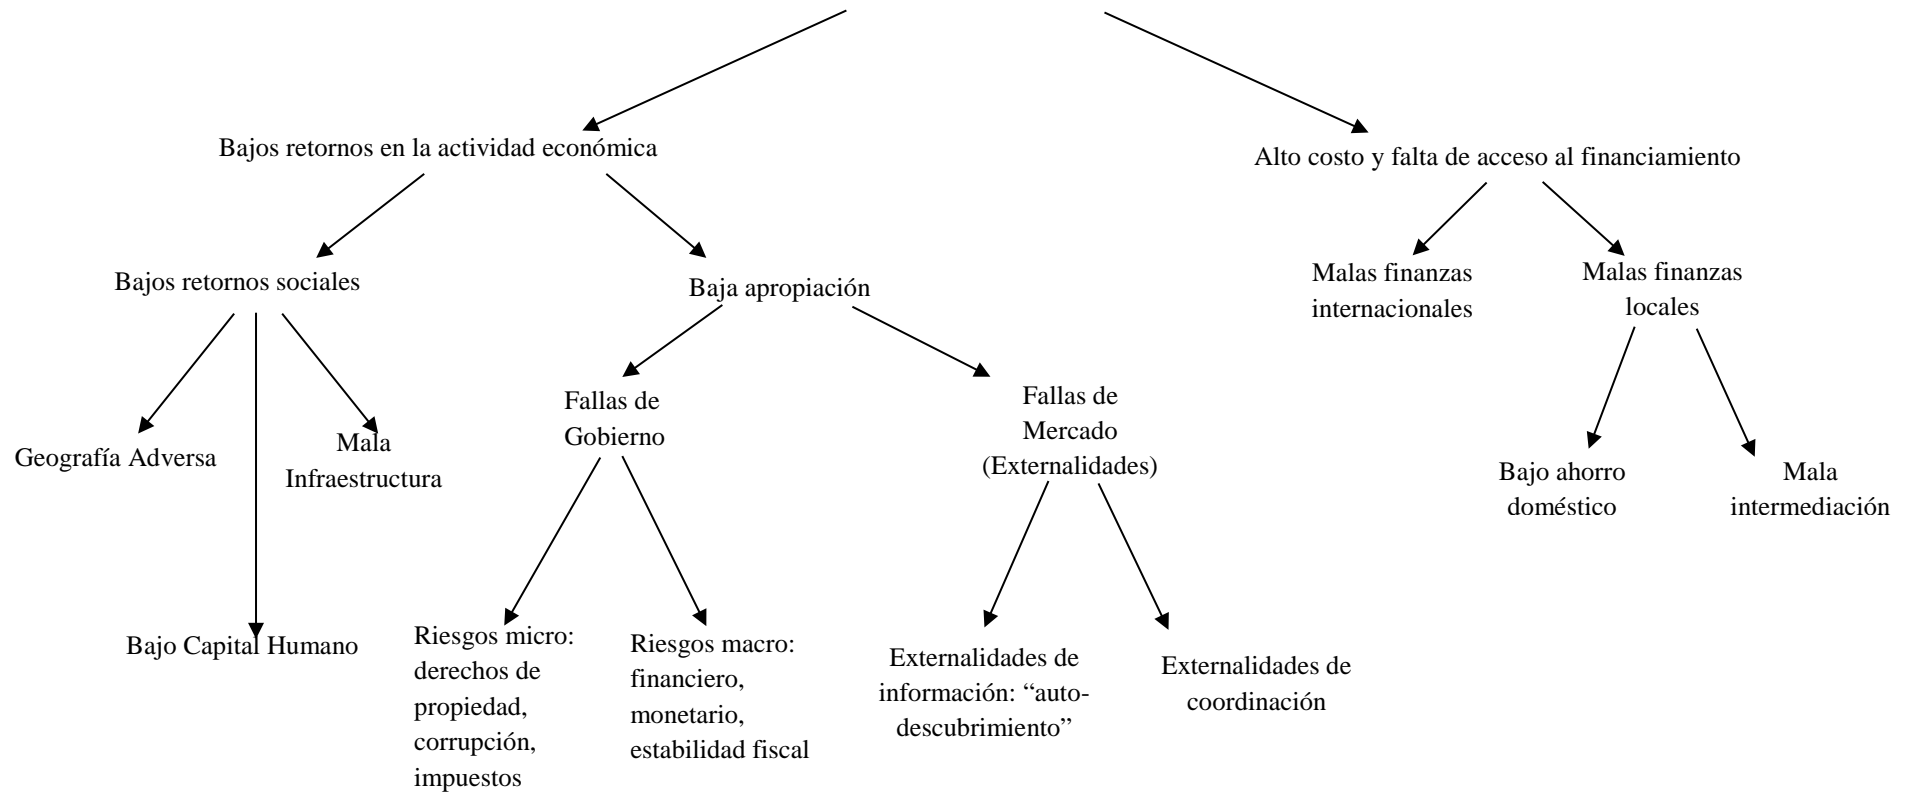 Bajos retornos en la actividad económica
Alto costo y falta de acceso al financiamiento
Bajos retornos sociales
Baja apropiación
Malas finanzas
internacionales
Malas finanzas
locales
Geografía Adversa
Mala
Infraestructura
Fallas de
Gobierno
Fallas de
Mercado
(Externalidades)
Bajo ahorro
doméstico
Mala
intermediación
Bajo Capital Humano
Riesgos micro:
derechos de
propiedad,
corrupción,
impuestos
Riesgos macro:
financiero,
monetario,
estabilidad fiscal
Externalidades de
información: “auto-
descubrimiento”
Externalidades de
coordinación